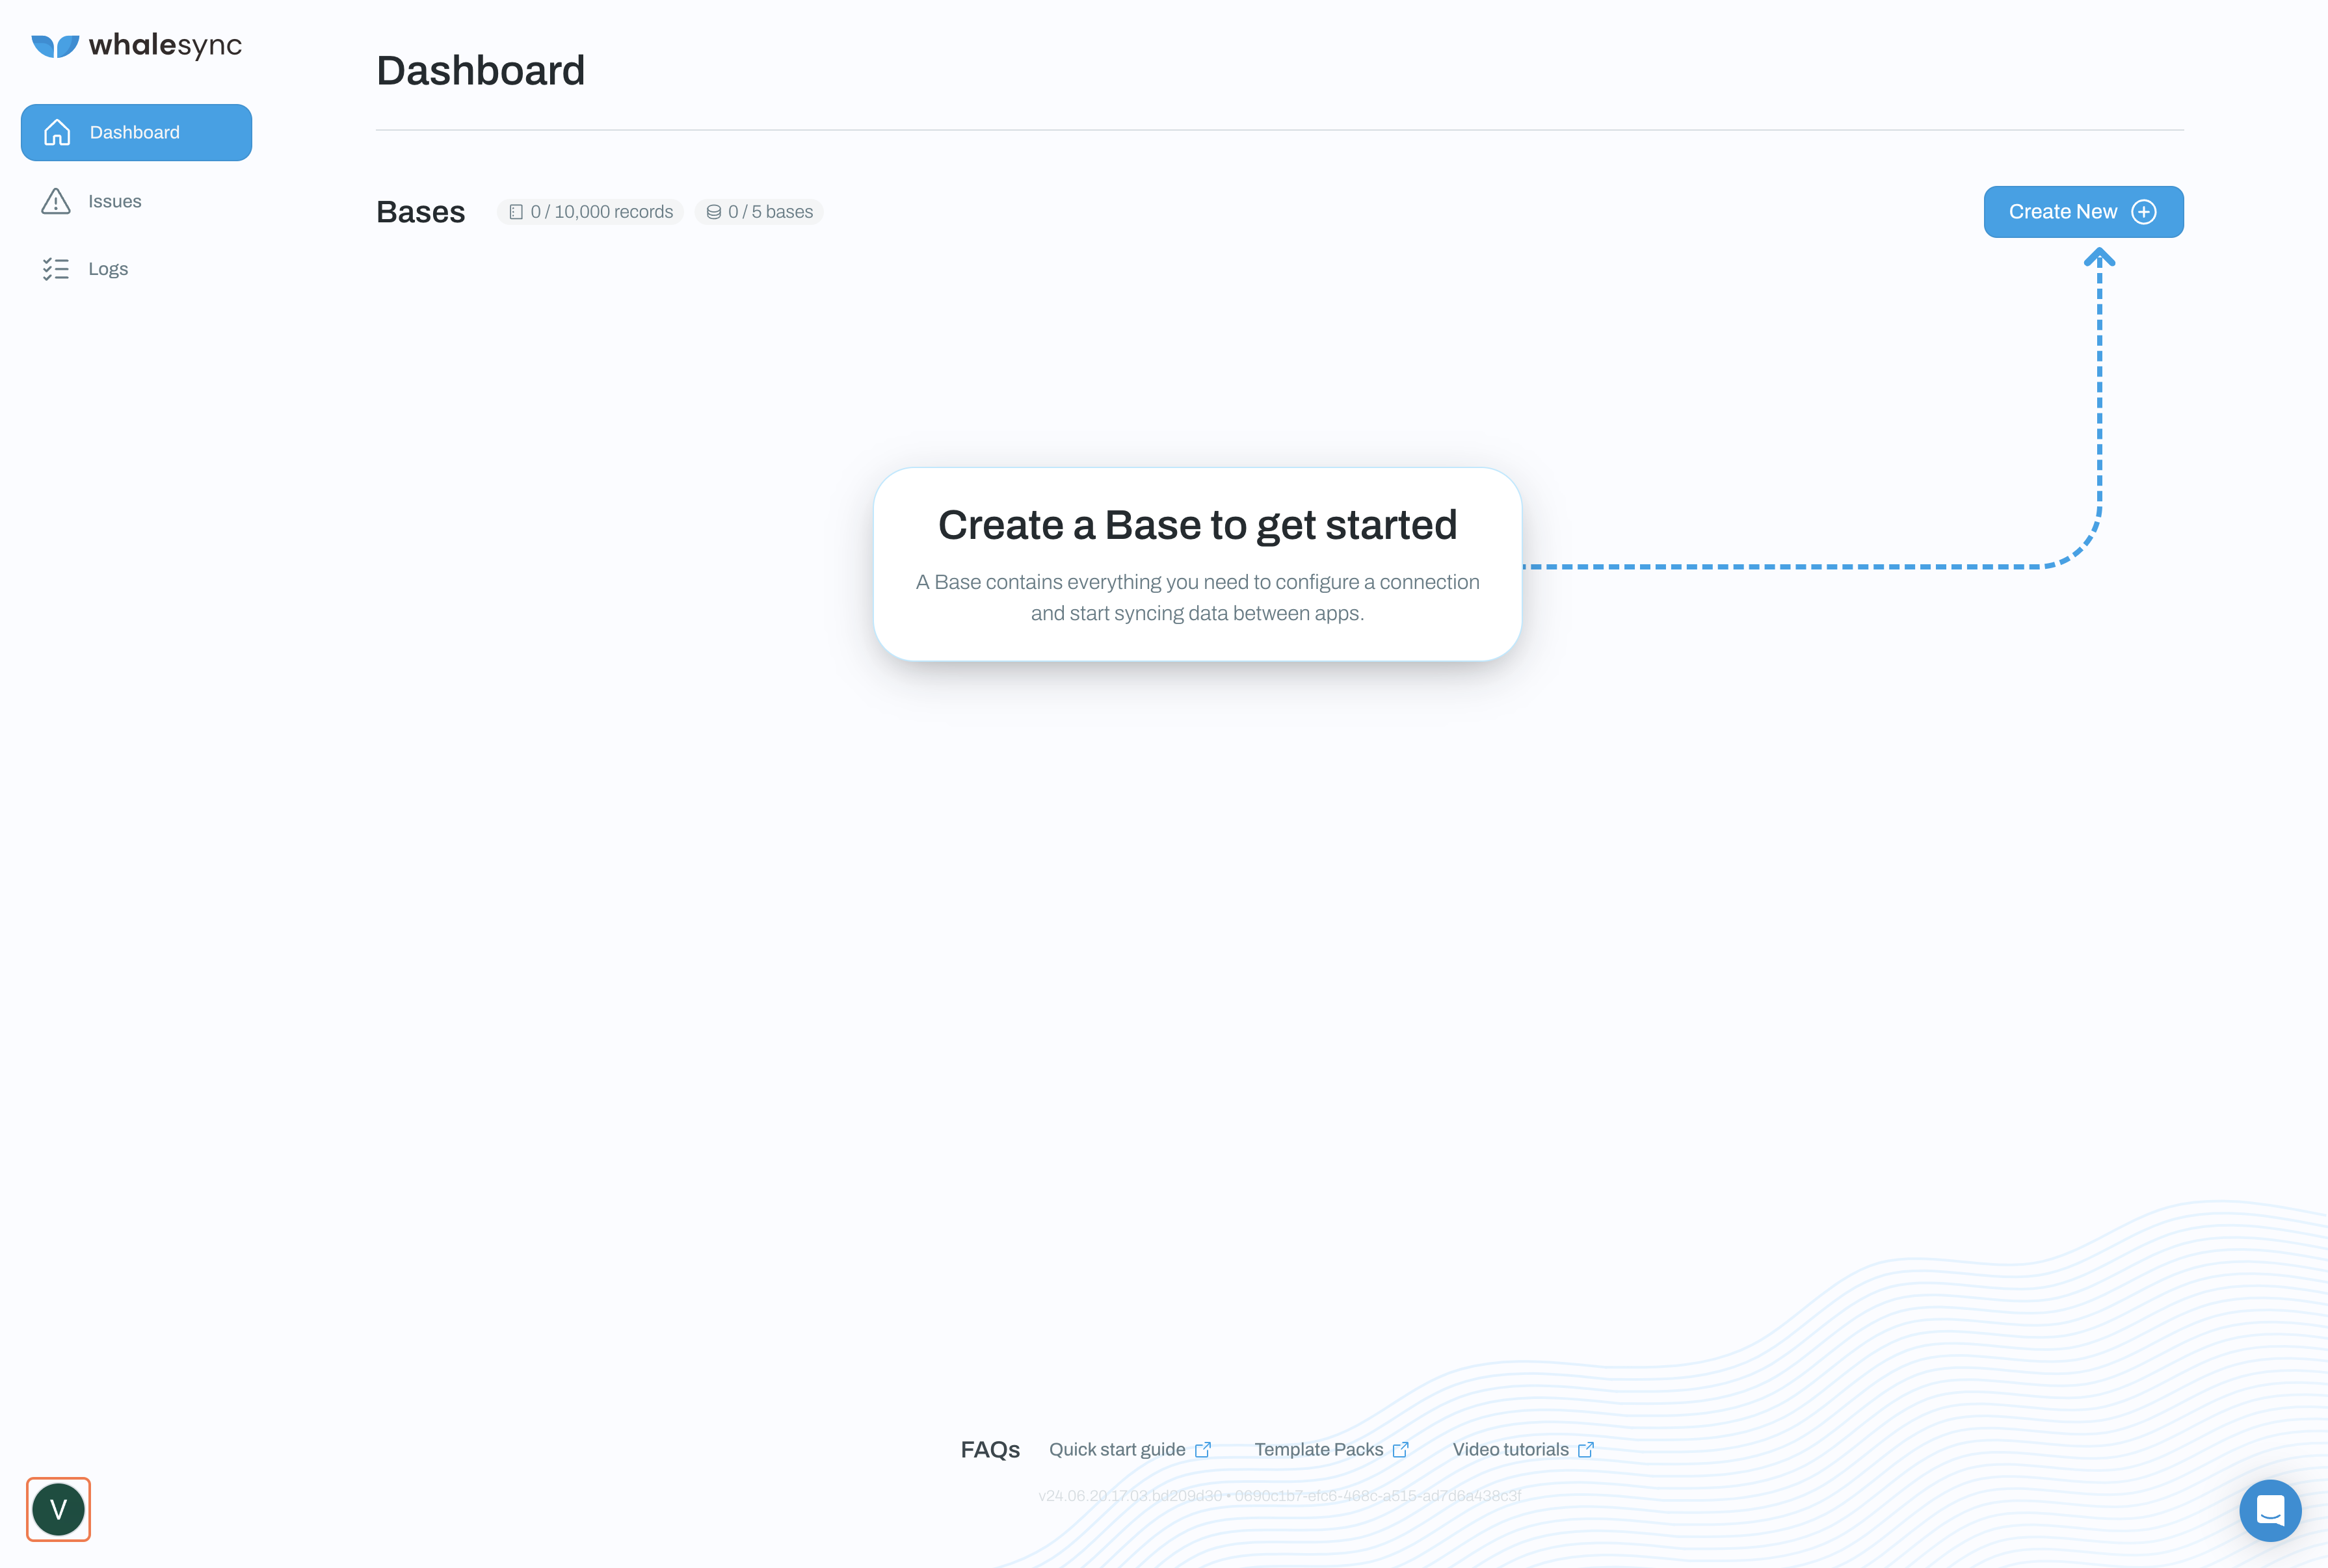 whalesync
Dashboard
Issues
Logs
Dashboard
Bases
0 / 10,000 records
0 / 5 bases
Create New
Create a Base to get started
A Base contains everything you need to configure a connection
and start syncing data between apps.
FAQs
Quick start guide
Template Packs
Video tutorials
v24.06.20.17.03.bd209d30 • 0690c1b7-efc6-468c-a515-ad7d6a438c3f
V